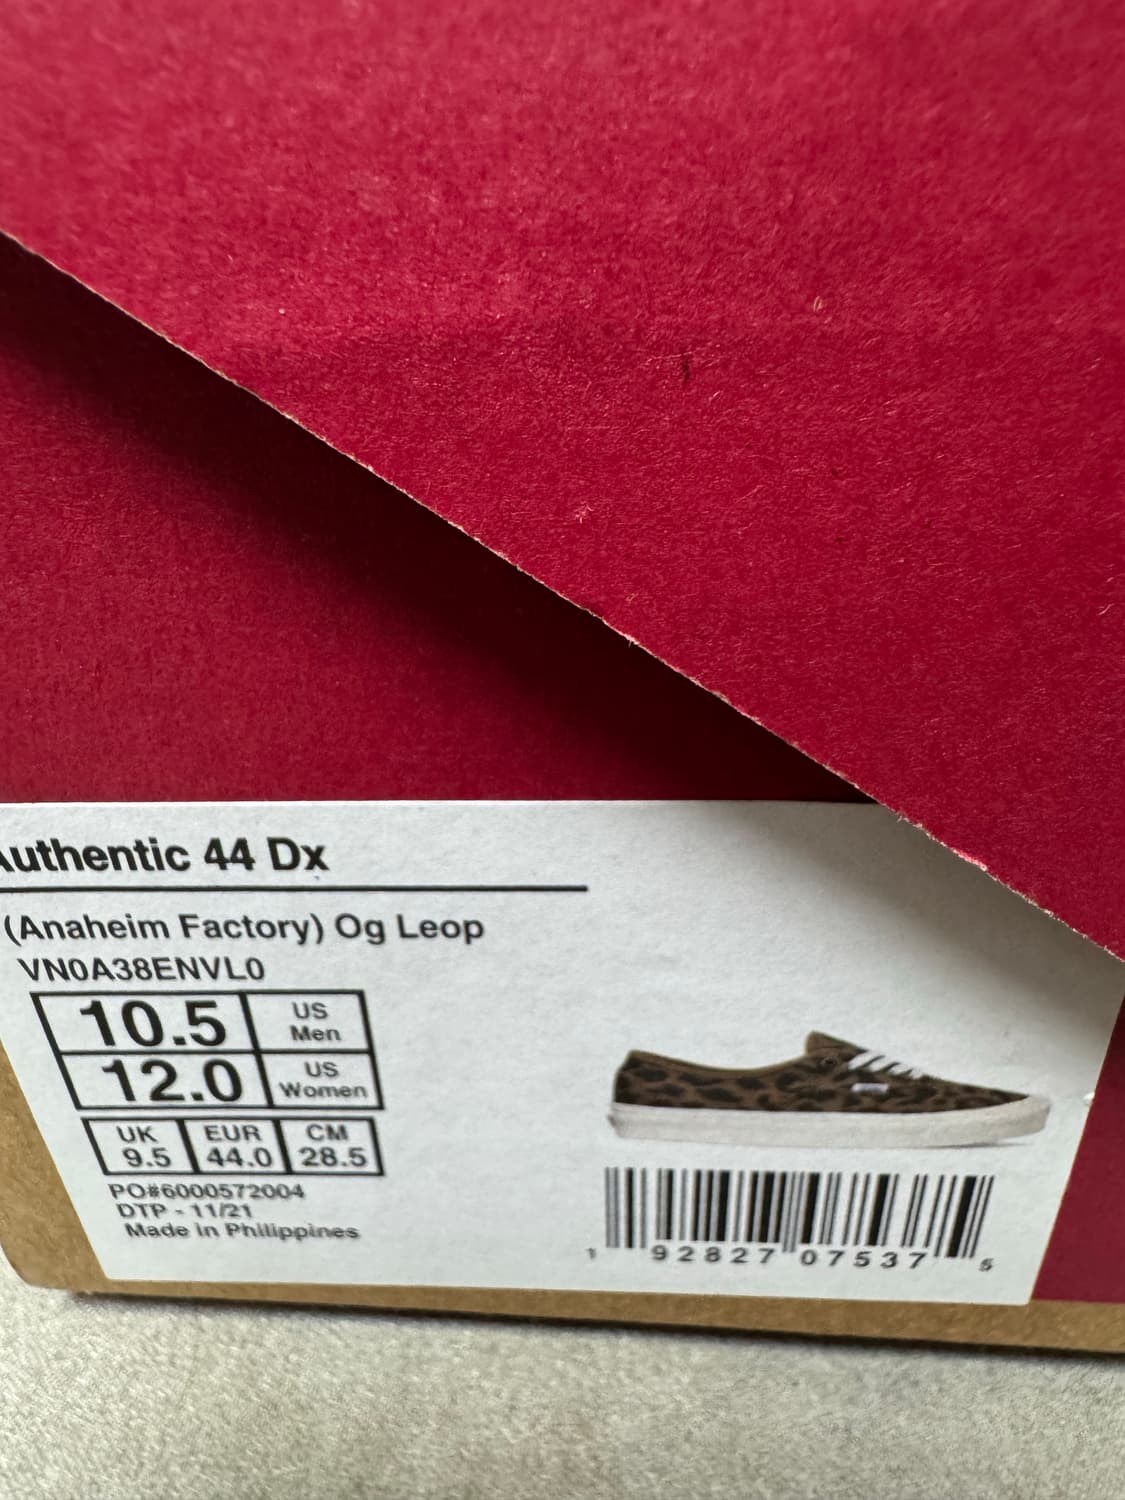 Authentic 44 Dx
(Anaheim Factory) Og Leop
VN0A38ENVL0
10.5 US Men
12.0 US Women
UK 9.5 EUR 44.0 CM 28.5
PO#6000572004
DTP - 11/21
Made in Philippines
1 92827 07537 5